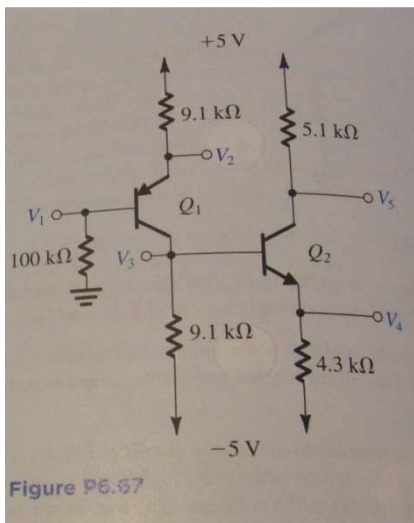 +5 V
9.1 kΩ
5.1 kΩ
V₂
V₁
Q₁
V₅
100 kΩ
V₃
Q₂
V₄
9.1 kΩ
4.3 kΩ
−5 V
Figure P6.67